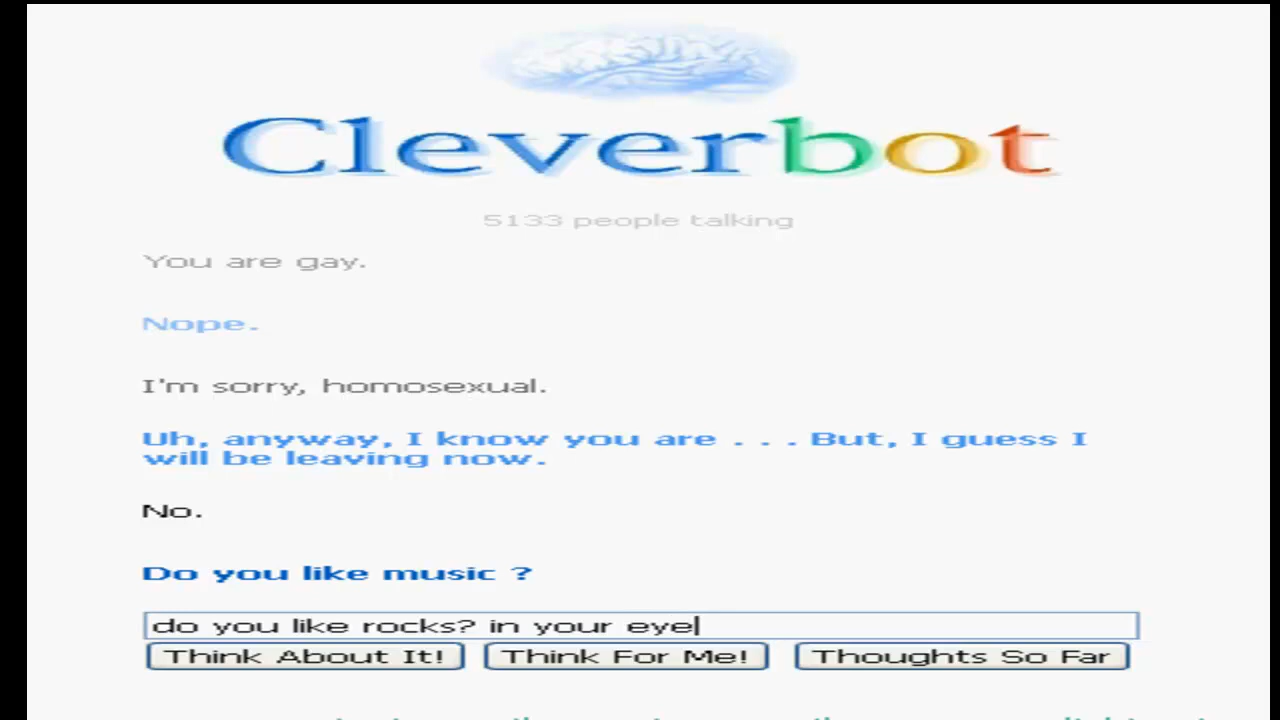 Cleverbot
5133 people talking
You are gay.
Nope.
I'm sorry, homosexual.
Uh, anyway, I know you are . . . But, I guess I
will be leaving now.
No.
Do you like music ?
do you like rocks? in your eye
Think About It! Think For Me! Thoughts So Far